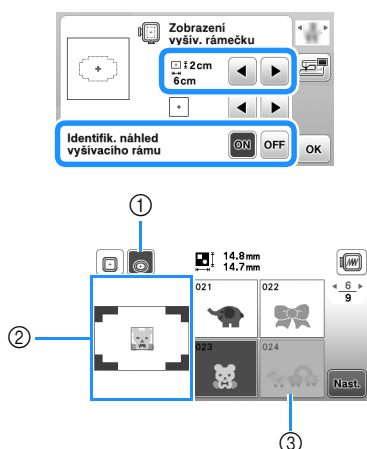 Zobrazení
vyšív. rámečku
2cm
6cm
Identifik. náhled
vyšívacího rámu
ON OFF
OK
①
14.8mm
14.7mm
021 022
6
9
②
023 024
Nast.
③